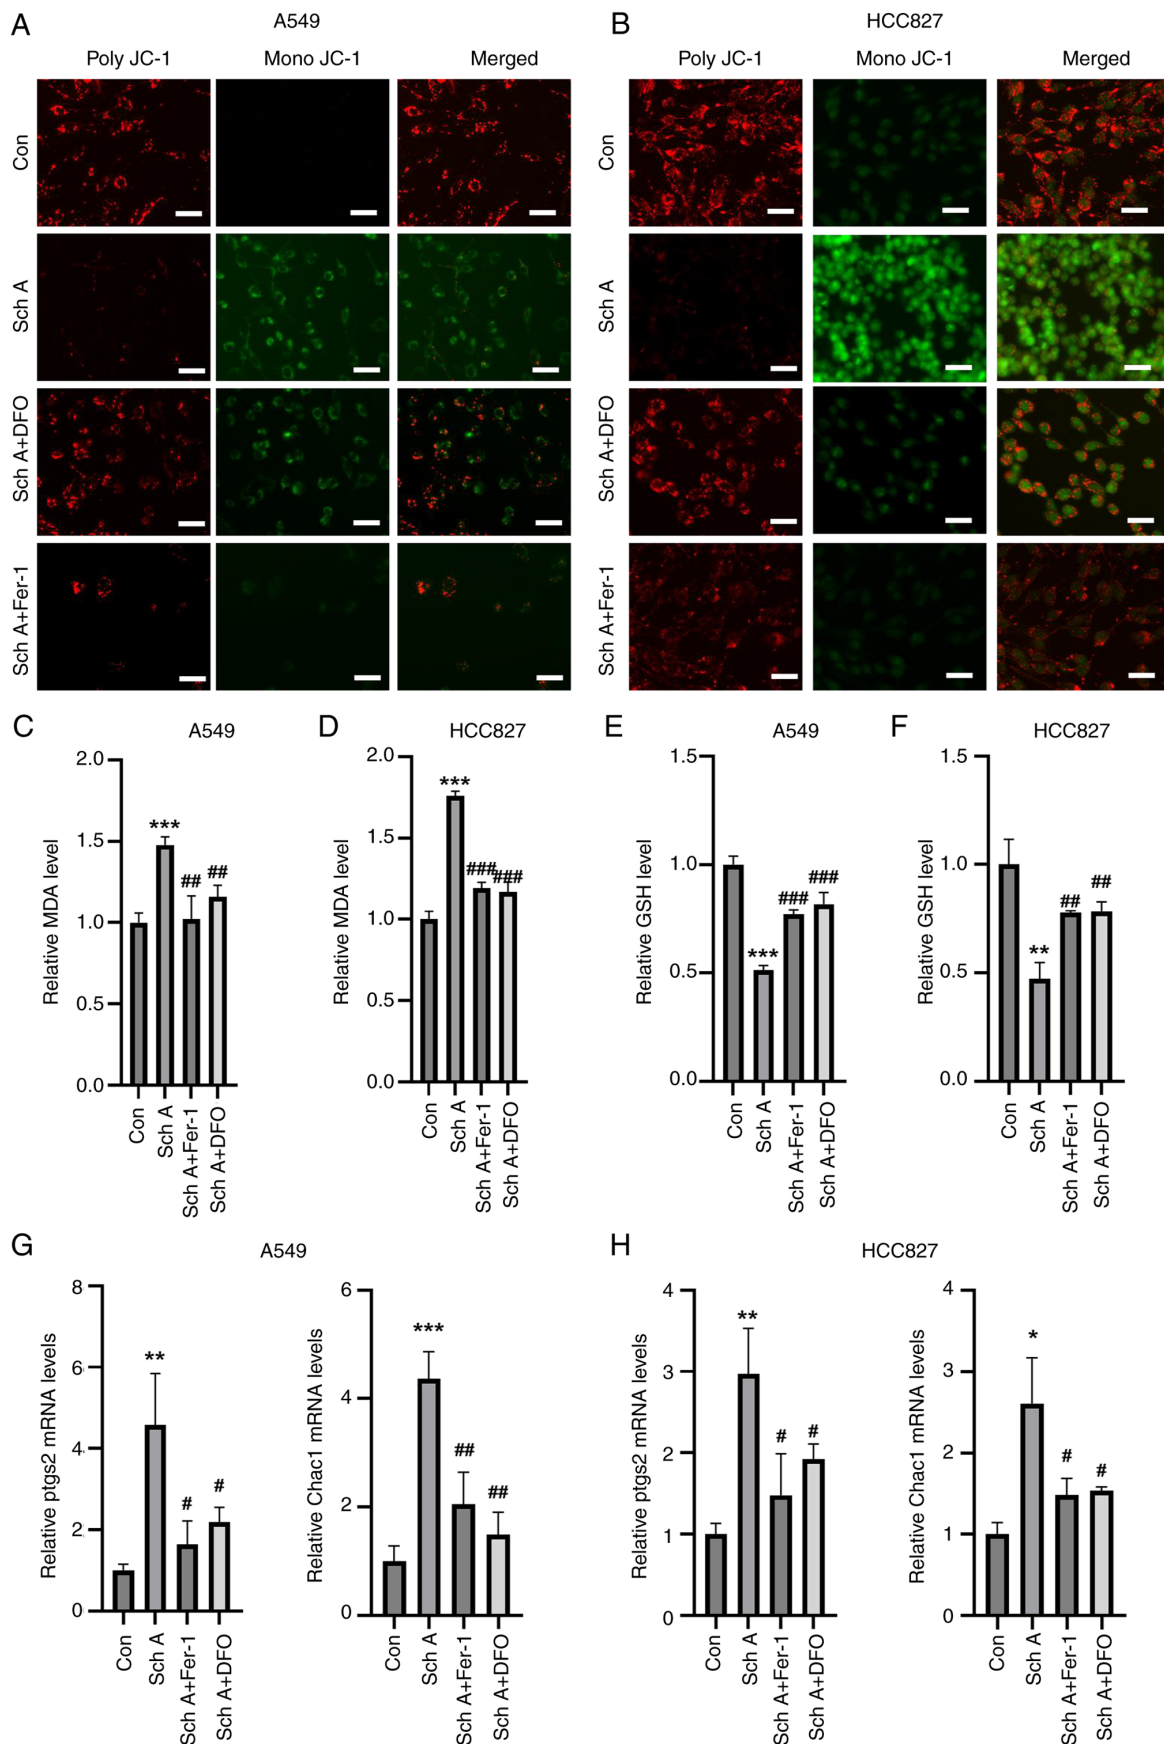 A
A549
B
HCC827
Poly JC-1
Mono JC-1
Merged
Poly JC-1
Mono JC-1
Merged
Con
Sch A
Sch A+DFO
Sch A+Fer-1
Con
Sch A
Sch A+DFO
Sch A+Fer-1
C
A549
Relative MDA level
2.0
1.5
1.0
0.5
0.0
***
##
##
Con
Sch A
Sch A+Fer-1
Sch A+DFO
D
HCC827
Relative MDA level
2.0
1.5
1.0
0.5
0.0
***
###
###
Con
Sch A
Sch A+Fer-1
Sch A+DFO
E
A549
Relative GSH level
1.5
1.0
0.5
0.0
***
###
###
Con
Sch A
Sch A+Fer-1
Sch A+DFO
F
HCC827
Relative GSH level
1.5
1.0
0.5
0.0
**
##
##
Con
Sch A
Sch A+Fer-1
Sch A+DFO
G
A549
Relative ptgs2 mRNA levels
8
6
4
2
0
**
#
#
Con
Sch A
Sch A+Fer-1
Sch A+DFO
Relative Chac1 mRNA levels
6
4
2
0
***
##
##
Con
Sch A
Sch A+Fer-1
Sch A+DFO
H
HCC827
Relative ptgs2 mRNA levels
4
3
2
1
0
**
#
#
Con
Sch A
Sch A+Fer-1
Sch A+DFO
Relative Chac1 mRNA levels
4
3
2
1
0
*
#
#
Con
Sch A
Sch A+Fer-1
Sch A+DFO